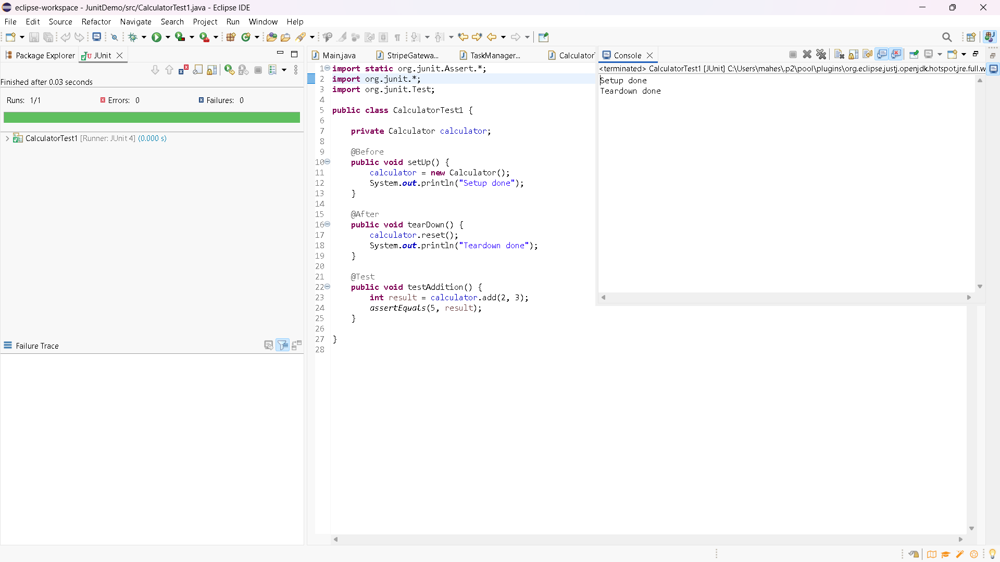 eclipse-workspace - JunitDemo/src/CalculatorTest1.java - Eclipse IDE
File Edit Source Refactor Navigate Search Project Run Window Help
Package Explorer JUnit
Finished after 0.03 seconds
Runs: 1/1 Errors: 0 Failures: 0
CalculatorTest1 [Runner: JUnit 4] (0.000 s)
Failure Trace
Main.java StripeGatewa... TaskManager... Calculator
1 import static org.junit.Assert.*;
2 import org.junit.*;
3 import org.junit.Test;
4
5 public class CalculatorTest1 {
6
7 private Calculator calculator;
8
9 @Before
10 public void setUp() {
11 calculator = new Calculator();
12 System.out.println("Setup done");
13 }
14
15 @After
16 public void tearDown() {
17 calculator.reset();
18 System.out.println("Teardown done");
19 }
20
21 @Test
22 public void testAddition() {
23 int result = calculator.add(2, 3);
24 assertEquals(5, result);
25 }
26
27 }
28
Console
<terminated> CalculatorTest1 [JUnit] C:\Users\mahes\.p2\pool\plugins\org.eclipse.justj.openjdk.hotspot.jre.full.w
Setup done
Teardown done